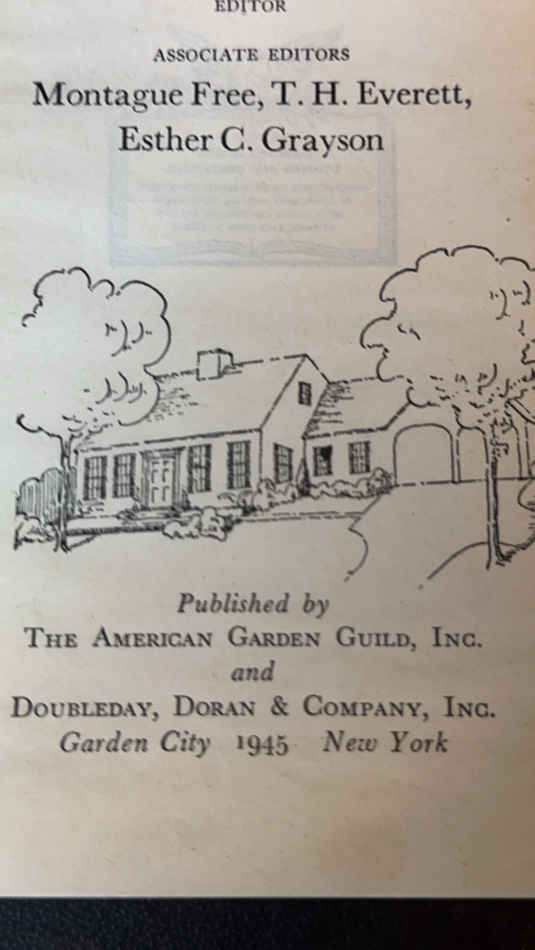 EDITOR
ASSOCIATE EDITORS
Montague Free, T. H. Everett,
Esther C. Grayson
Published by
The American Garden Guild, Inc.
and
Doubleday, Doran & Company, Inc.
Garden City 1945 New York